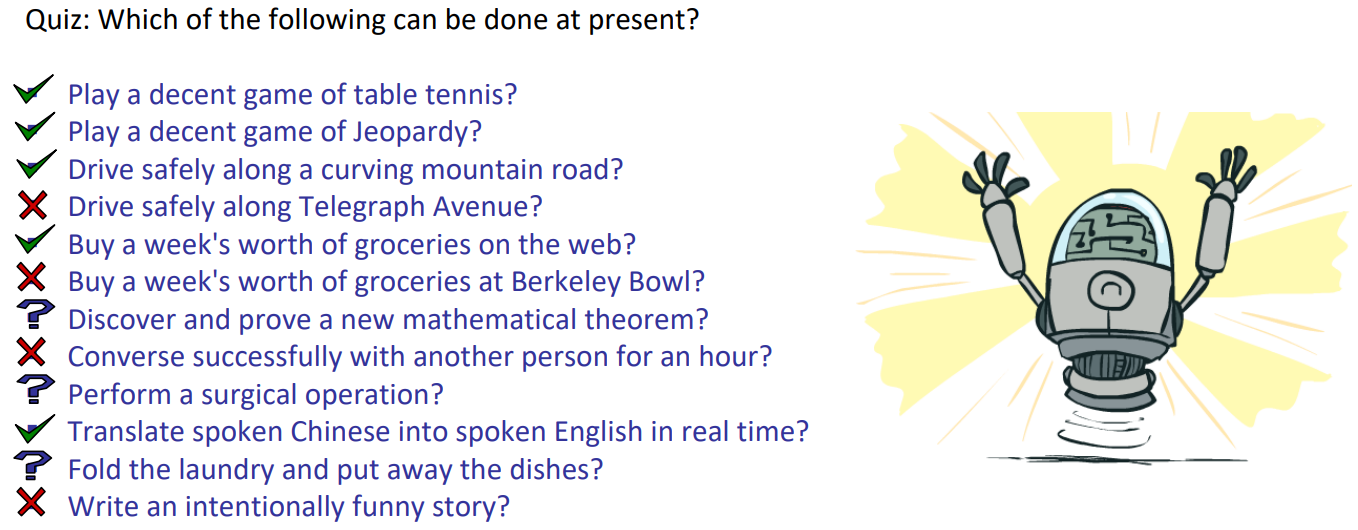 Quiz: Which of the following can be done at present?
Play a decent game of table tennis?
Play a decent game of Jeopardy?
Drive safely along a curving mountain road?
Drive safely along Telegraph Avenue?
Buy a week's worth of groceries on the web?
Buy a week's worth of groceries at Berkeley Bowl?
Discover and prove a new mathematical theorem?
Converse successfully with another person for an hour?
Perform a surgical operation?
Translate spoken Chinese into spoken English in real time?
Fold the laundry and put away the dishes?
Write an intentionally funny story?